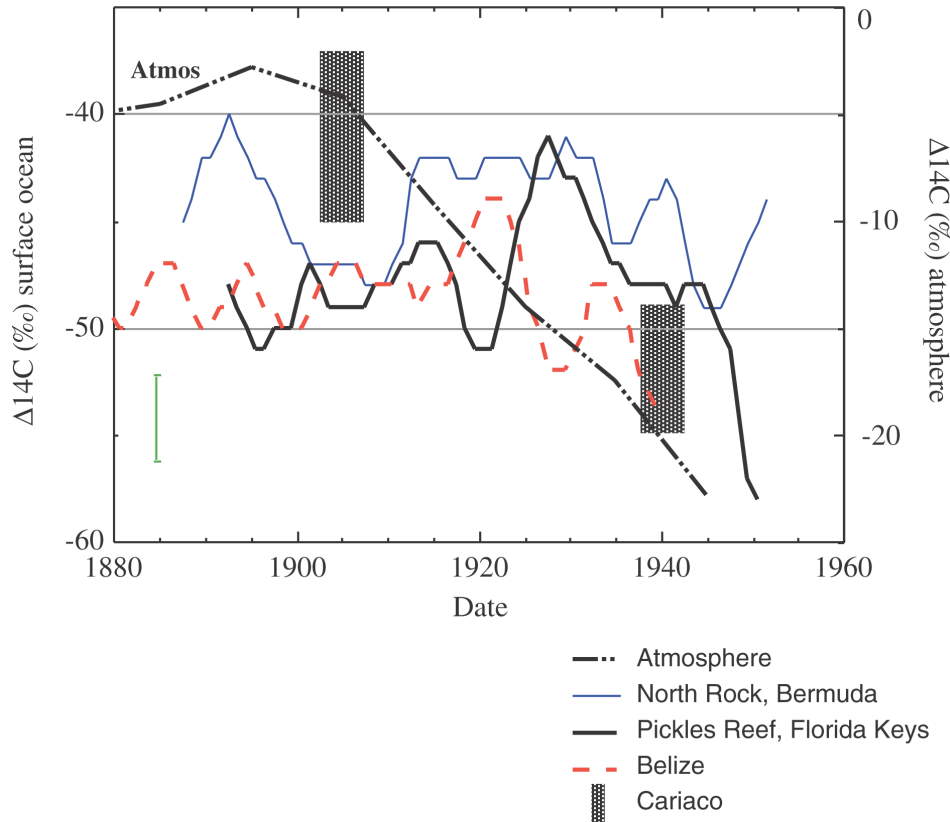 0
Atmos
-40
-10
-50
-20
-60
1880
1900
1920
1940
1960
Date
Δ14C (‰) surface ocean
Δ14C (‰) atmosphere
Atmosphere
North Rock, Bermuda
Pickles Reef, Florida Keys
Belize
Cariaco